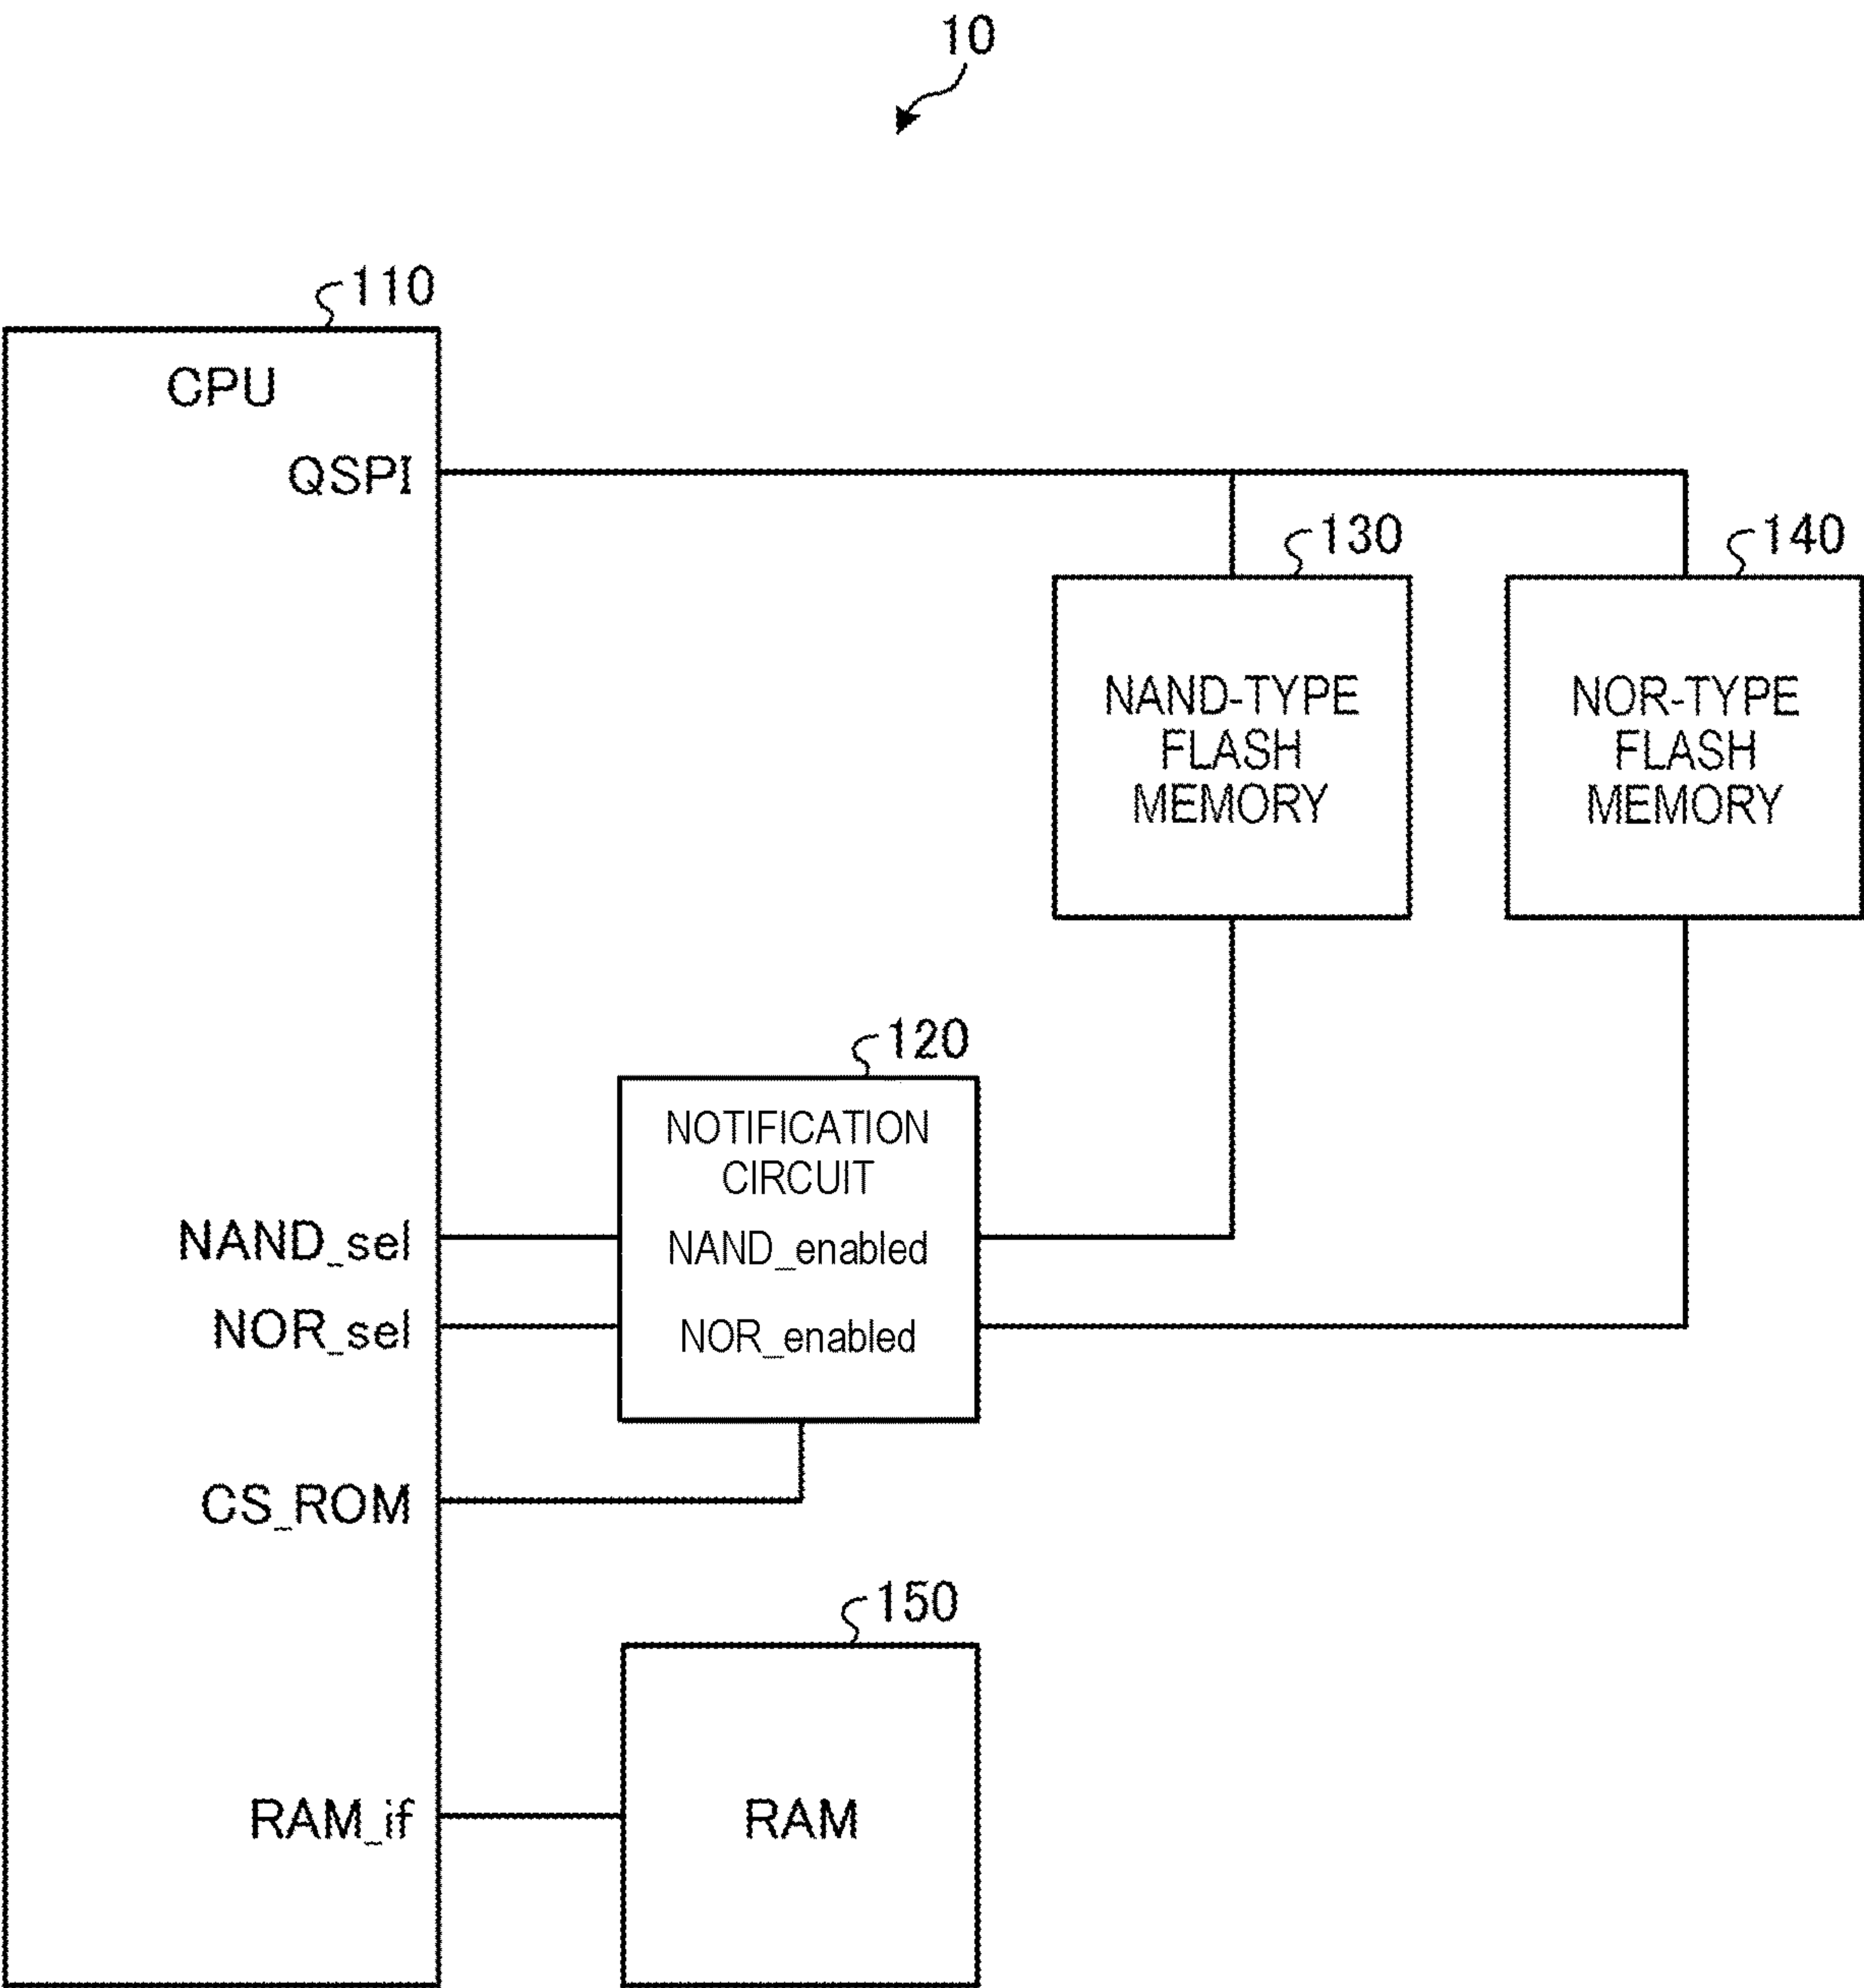 10
110
CPU
QSPI
130
140
NAND-TYPE
FLASH
MEMORY
NOR-TYPE
FLASH
MEMORY
120
NOTIFICATION
CIRCUIT
NAND_sel
NAND_enabled
NOR_sel
NOR_enabled
CS_ROM
150
RAM_if
RAM